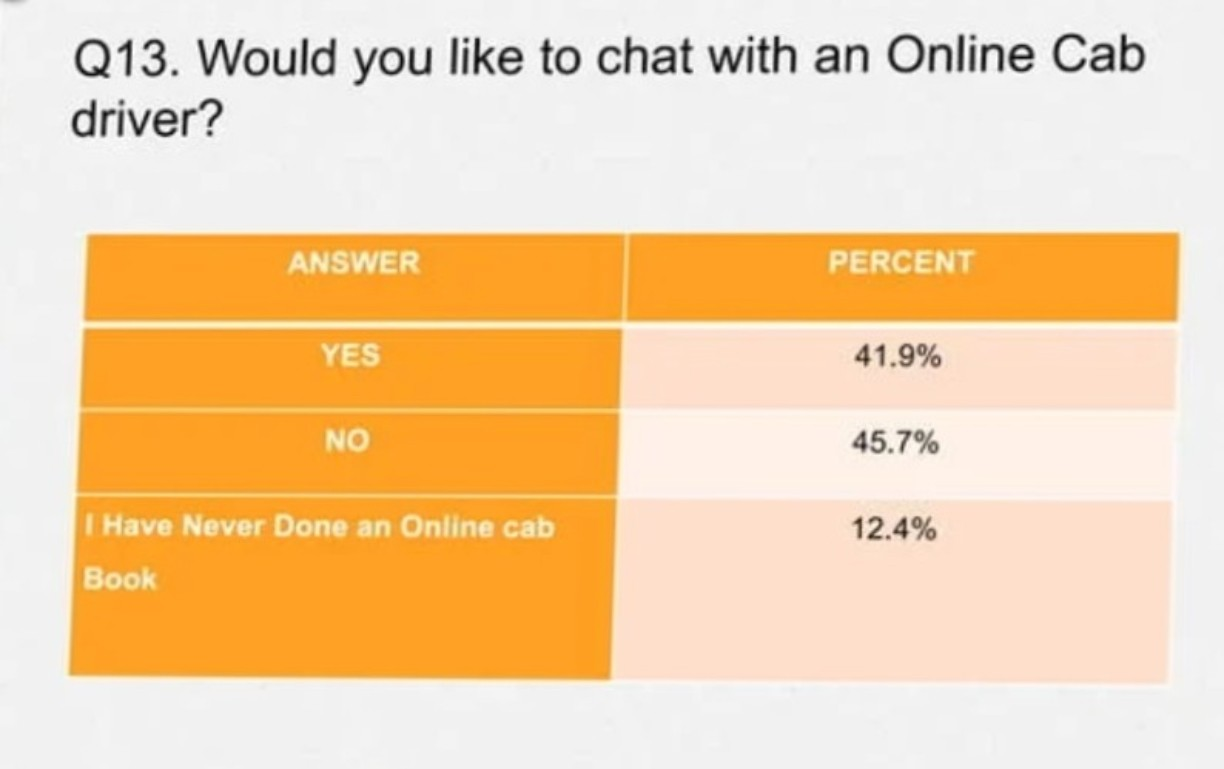 Q13. Would you like to chat with an Online Cab
driver?
ANSWER PERCENT
YES 41.9%
NO 45.7%
I Have Never Done an Online cab 12.4%
Book